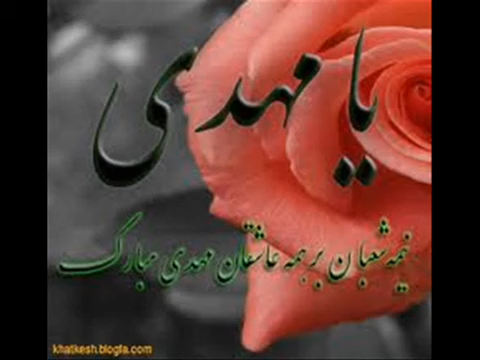 یا مهدی
نیمه شعبان بر همه عاشقان مهدی مبارک
khatkesh.blogfa.com